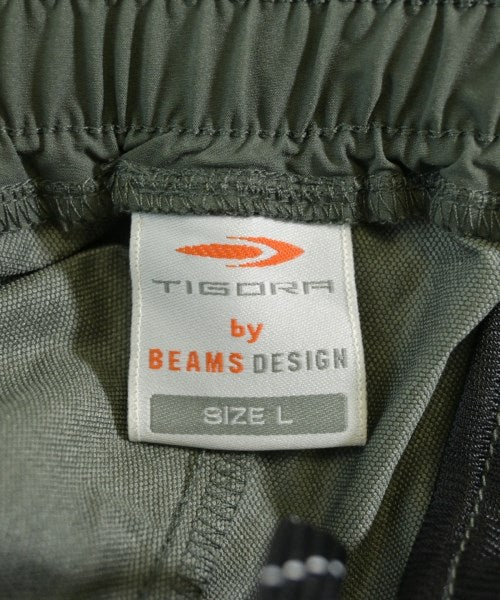 TIGORA
by
BEAMS DESIGN
SIZE L